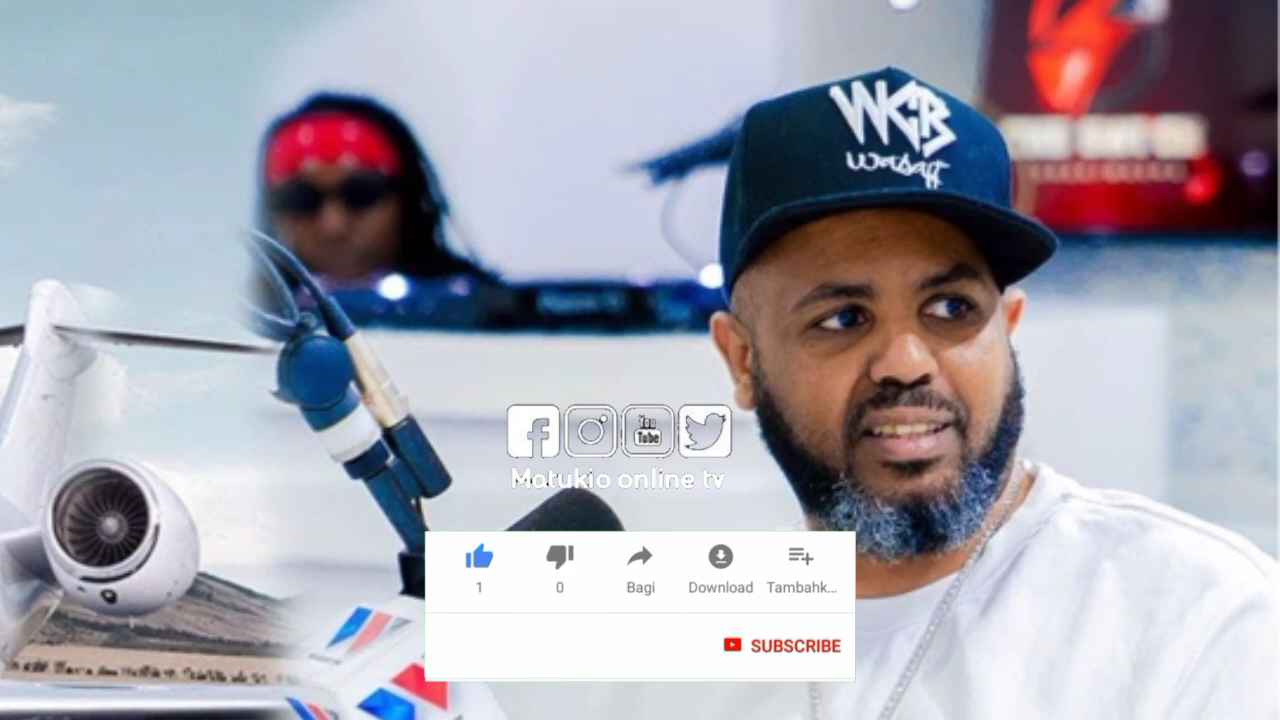 WCB
wasafi
You
Tube
Matukio online tv
1
0
Bagi
Download
Tambahk...
SUBSCRIBE